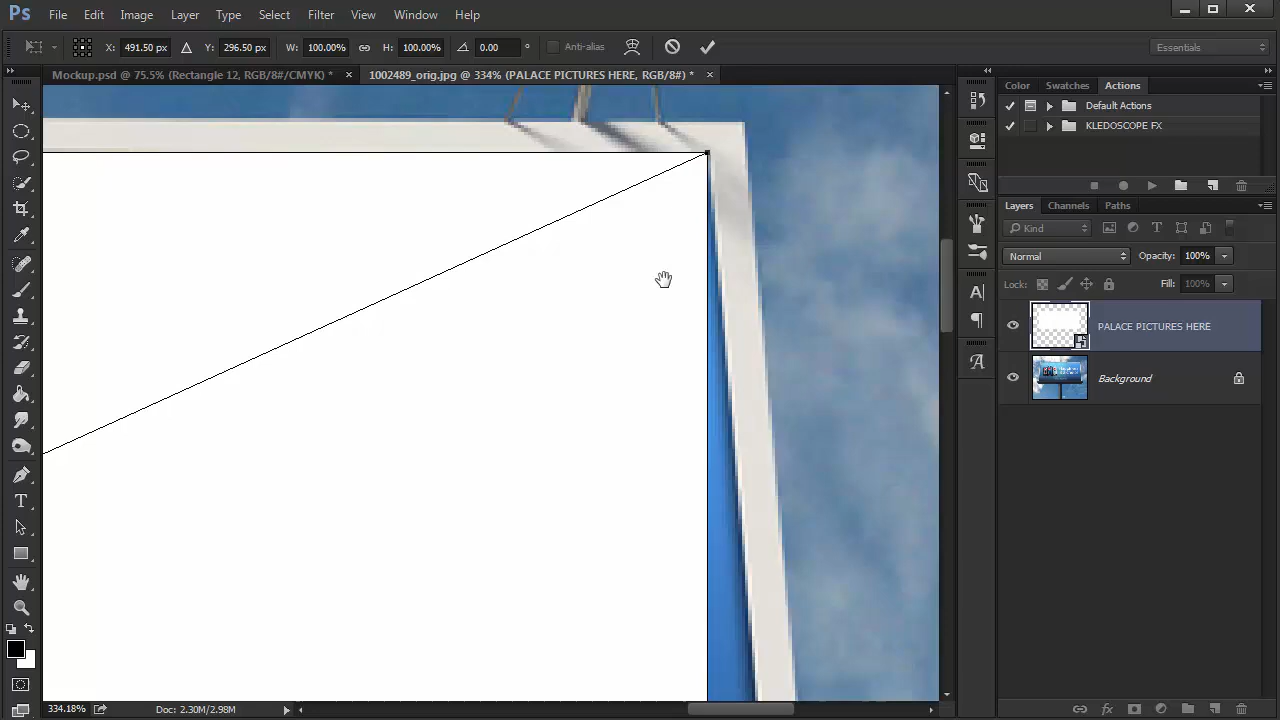 Ps File Edit Image Layer Type Select Filter View Window Help
X: 491.50 px Y: 296.50 px W: 100.00% H: 100.00% 0.00 ° Anti-alias Essentials
Mockup.psd @ 75.5% (Rectangle 12, RGB/8#/CMYK) * × 1002489_orig.jpg @ 334% (PALACE PICTURES HERE, RGB/8#) * ×
Color Swatches Actions
Default Actions
KLEDOSCOPE FX
Layers Channels Paths
Kind
Normal Opacity: 100%
Lock: Fill: 100%
PALACE PICTURES HERE
Background
334.18% Doc: 2.30M/2.98M